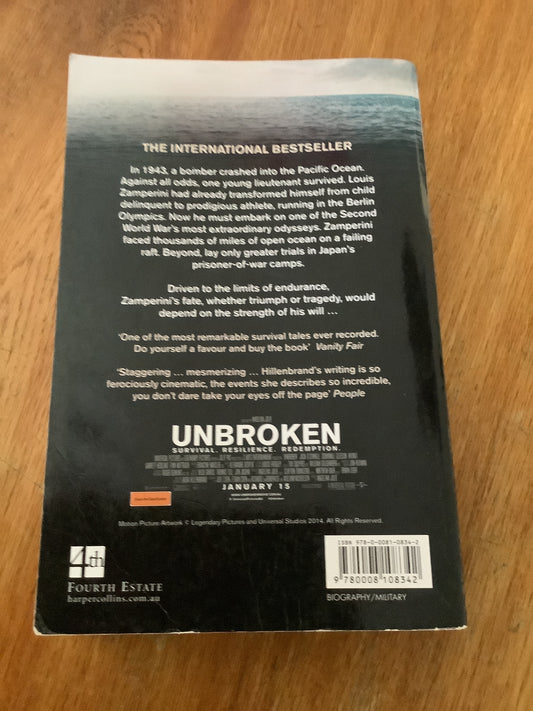 THE INTERNATIONAL BESTSELLER
In 1943, a bomber crashed into the Pacific Ocean.
Against all odds, one young lieutenant survived. Louis
Zamperini had already transformed himself from child
delinquent to prodigious athlete, running in the Berlin
Olympics. Now he must embark on one of the Second
World War's most extraordinary odysseys. Zamperini
faced thousands of miles of open ocean on a failing
raft. Beyond, lay only greater trials in Japan's
prisoner-of-war camps.
Driven to the limits of endurance,
Zamperini's fate, whether triumph or tragedy, would
depend on the strength of his will ...
'One of the most remarkable survival tales ever recorded.
Do yourself a favour and buy the book' Vanity Fair
'Staggering ... mesmerizing ... Hillenbrand's writing is so
ferociously cinematic, the events she describes so incredible,
you don't dare take your eyes off the page' People
UNBROKEN
SURVIVAL. RESILIENCE. REDEMPTION.
JANUARY 15
Motion Picture Artwork © Legendary Pictures and Universal Studios 2014. All Rights Reserved.
4th
FOURTH ESTATE
harpercollins.com.au
ISBN 978-0-0081-0834-2
9 780008 108342
BIOGRAPHY/MILITARY